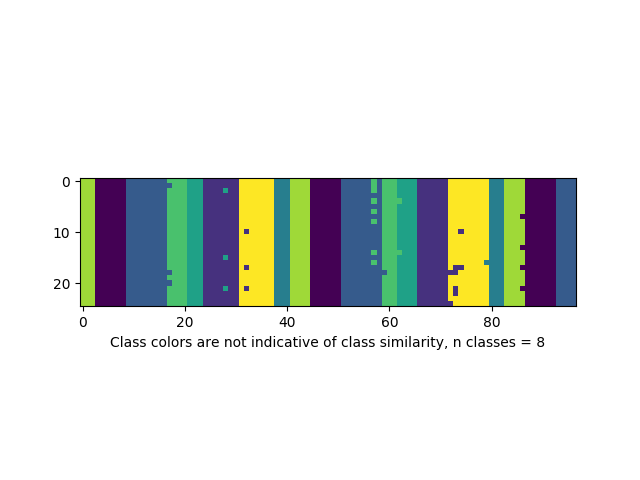 0
10
20
0 20 40 60 80
Class colors are not indicative of class similarity, n classes = 8